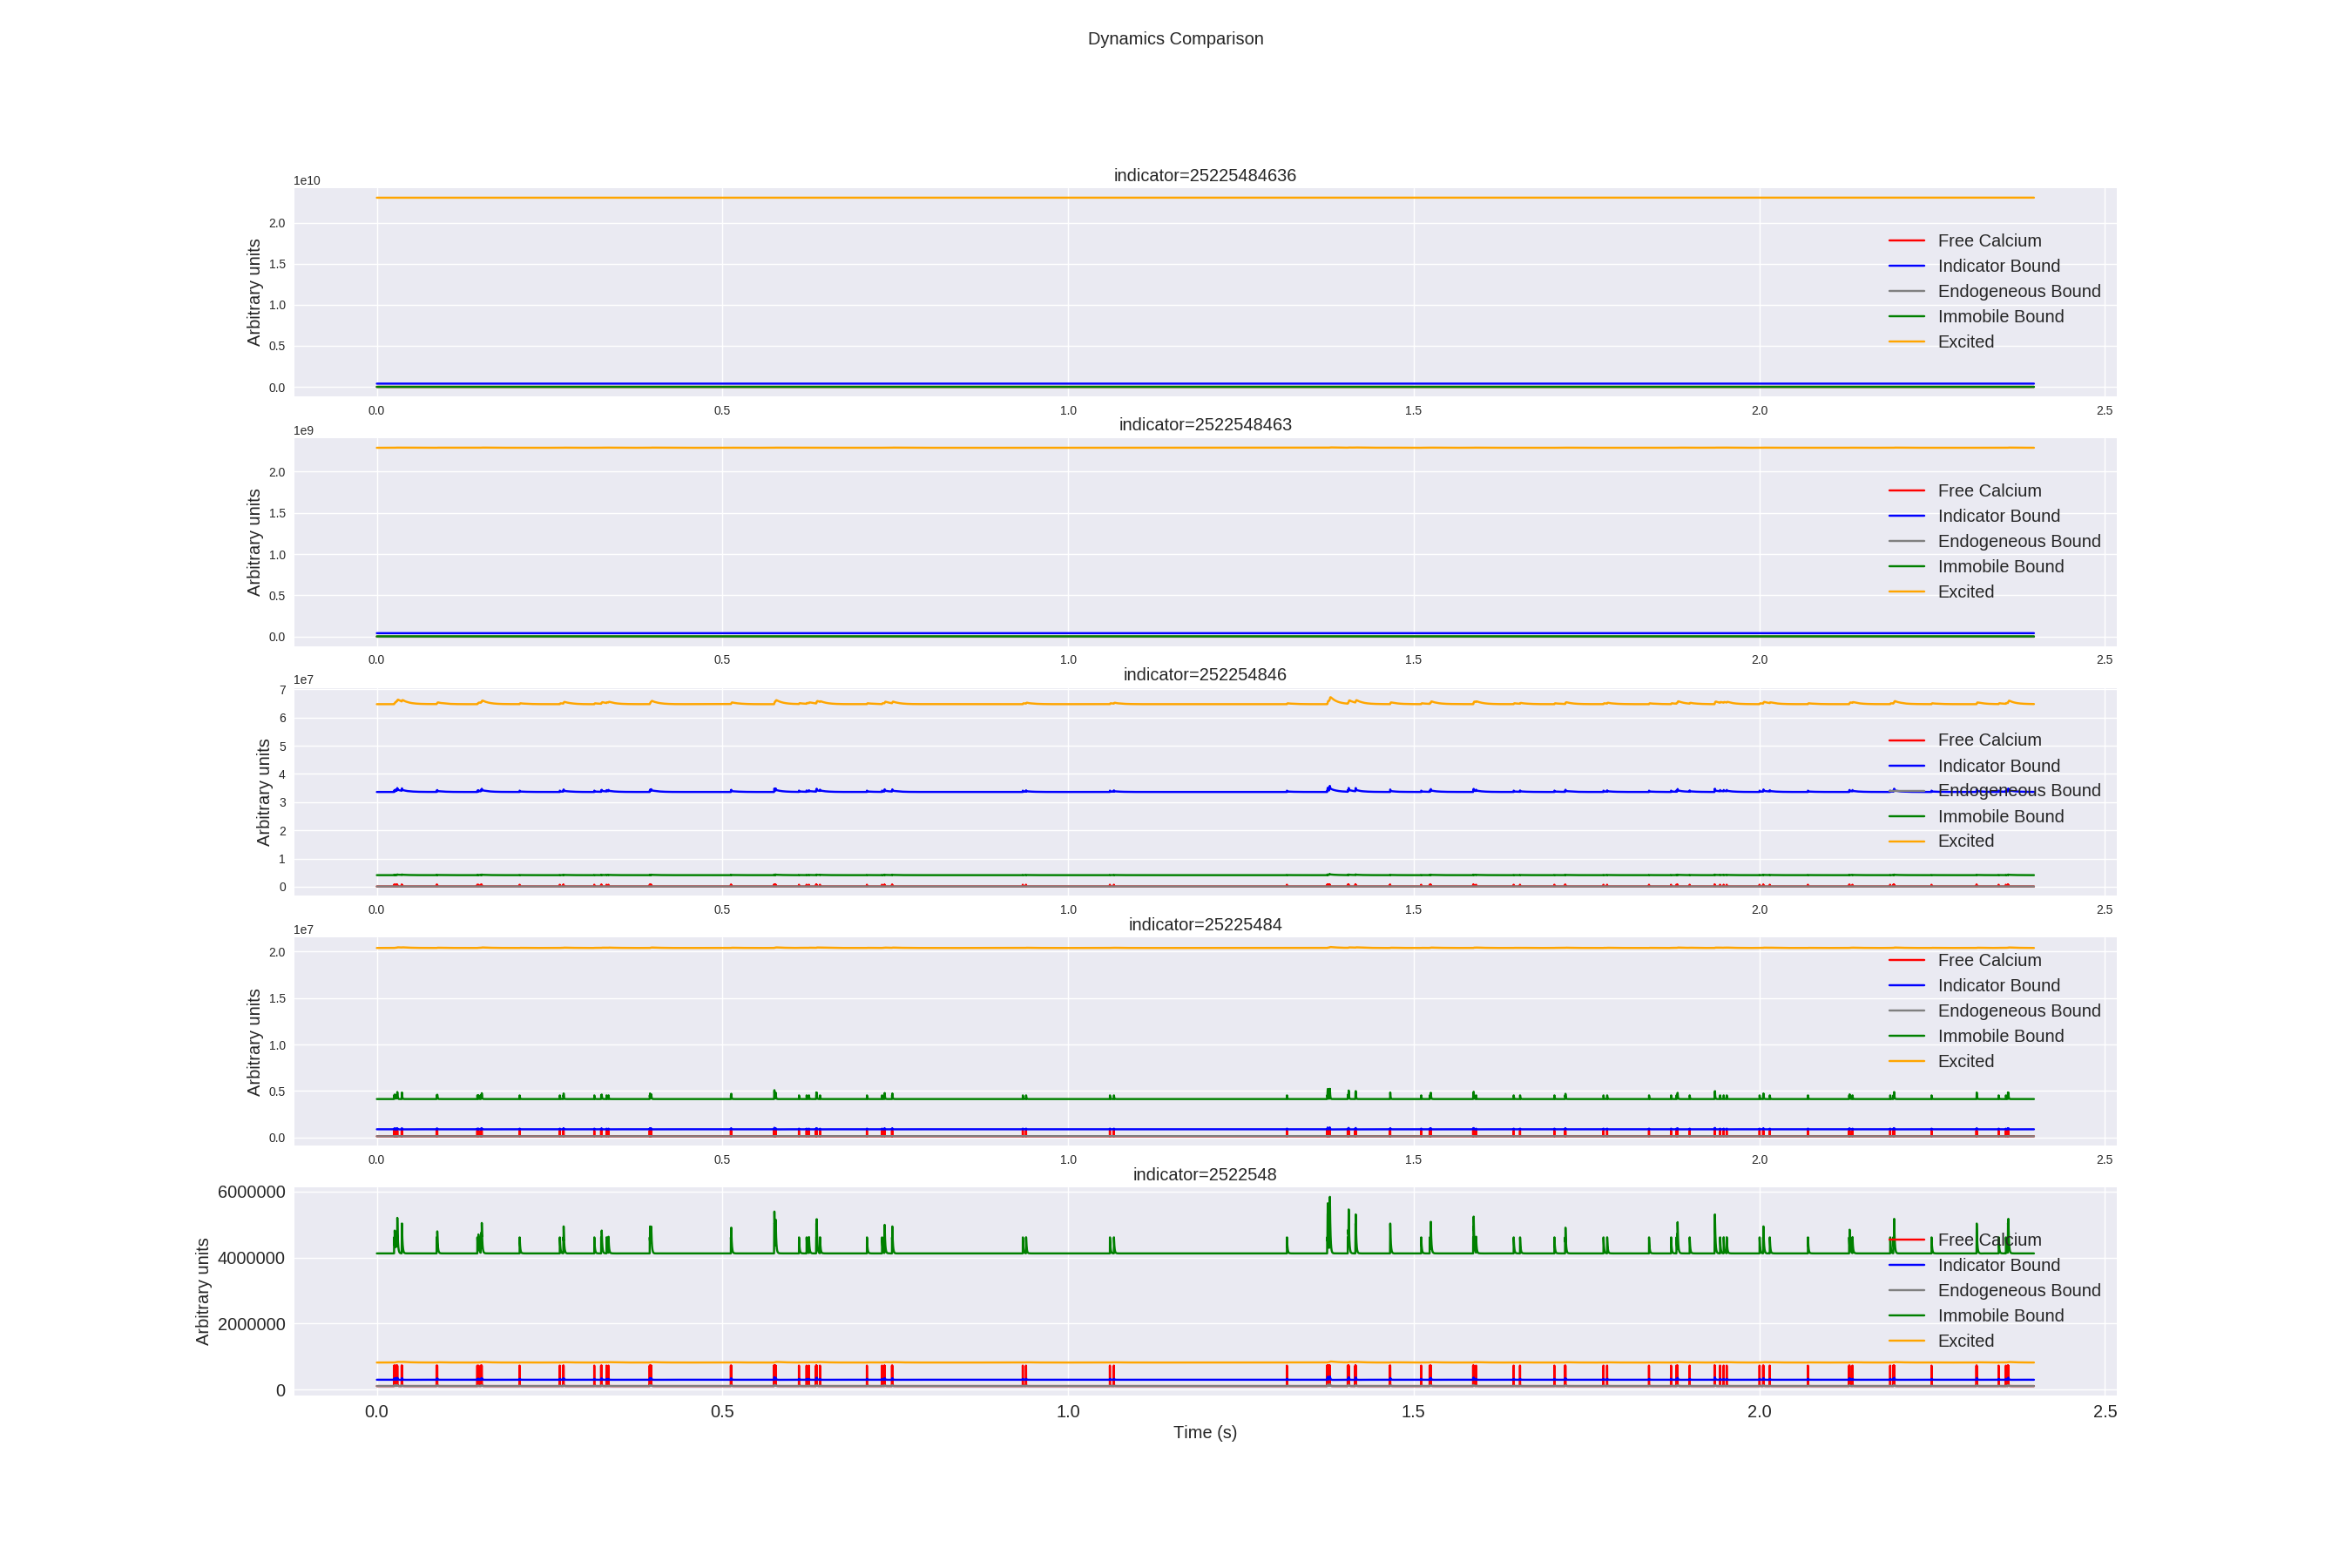 Dynamics Comparison
indicator=25225484636
1e10
Arbitrary units
2.0
1.5
1.0
0.5
0.0
Free Calcium
Indicator Bound
Endogeneous Bound
Immobile Bound
Excited
0.0 0.5 1.0 1.5 2.0 2.5
indicator=2522548463
1e9
Arbitrary units
2.0
1.5
1.0
0.5
0.0
Free Calcium
Indicator Bound
Endogeneous Bound
Immobile Bound
Excited
0.0 0.5 1.0 1.5 2.0 2.5
indicator=252254846
1e7
Arbitrary units
7
6
5
4
3
2
1
0
Free Calcium
Indicator Bound
Endogeneous Bound
Immobile Bound
Excited
0.0 0.5 1.0 1.5 2.0 2.5
indicator=25225484
1e7
Arbitrary units
2.0
1.5
1.0
0.5
0.0
Free Calcium
Indicator Bound
Endogeneous Bound
Immobile Bound
Excited
0.0 0.5 1.0 1.5 2.0 2.5
indicator=2522548
Arbitrary units
6000000
4000000
2000000
0
Free Calcium
Indicator Bound
Endogeneous Bound
Immobile Bound
Excited
0.0 0.5 1.0 1.5 2.0 2.5
Time (s)